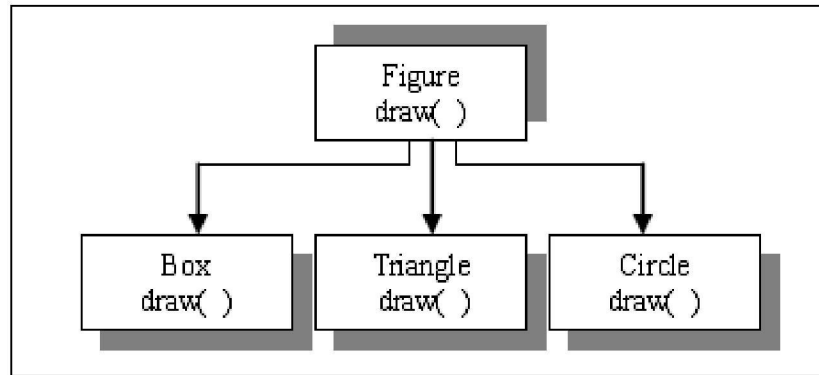 Figure
draw( )
Box
draw( )
Triangle
draw( )
Circle
draw( )